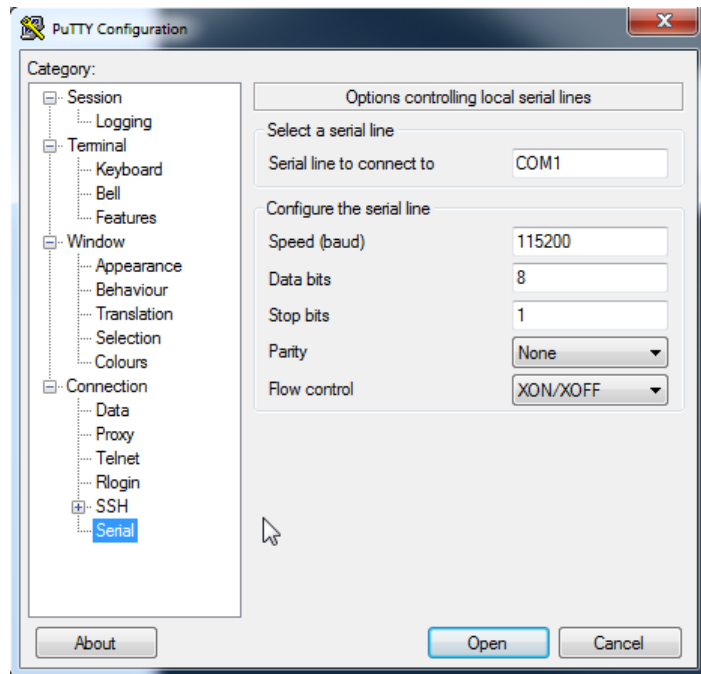 PuTTY Configuration
Category:
Session
Logging
Terminal
Keyboard
Bell
Features
Window
Appearance
Behaviour
Translation
Selection
Colours
Connection
Data
Proxy
Telnet
Rlogin
SSH
Serial
Options controlling local serial lines
Select a serial line
Serial line to connect to COM1
Configure the serial line
Speed (baud) 115200
Data bits 8
Stop bits 1
Parity None
Flow control XON/XOFF
About Open Cancel